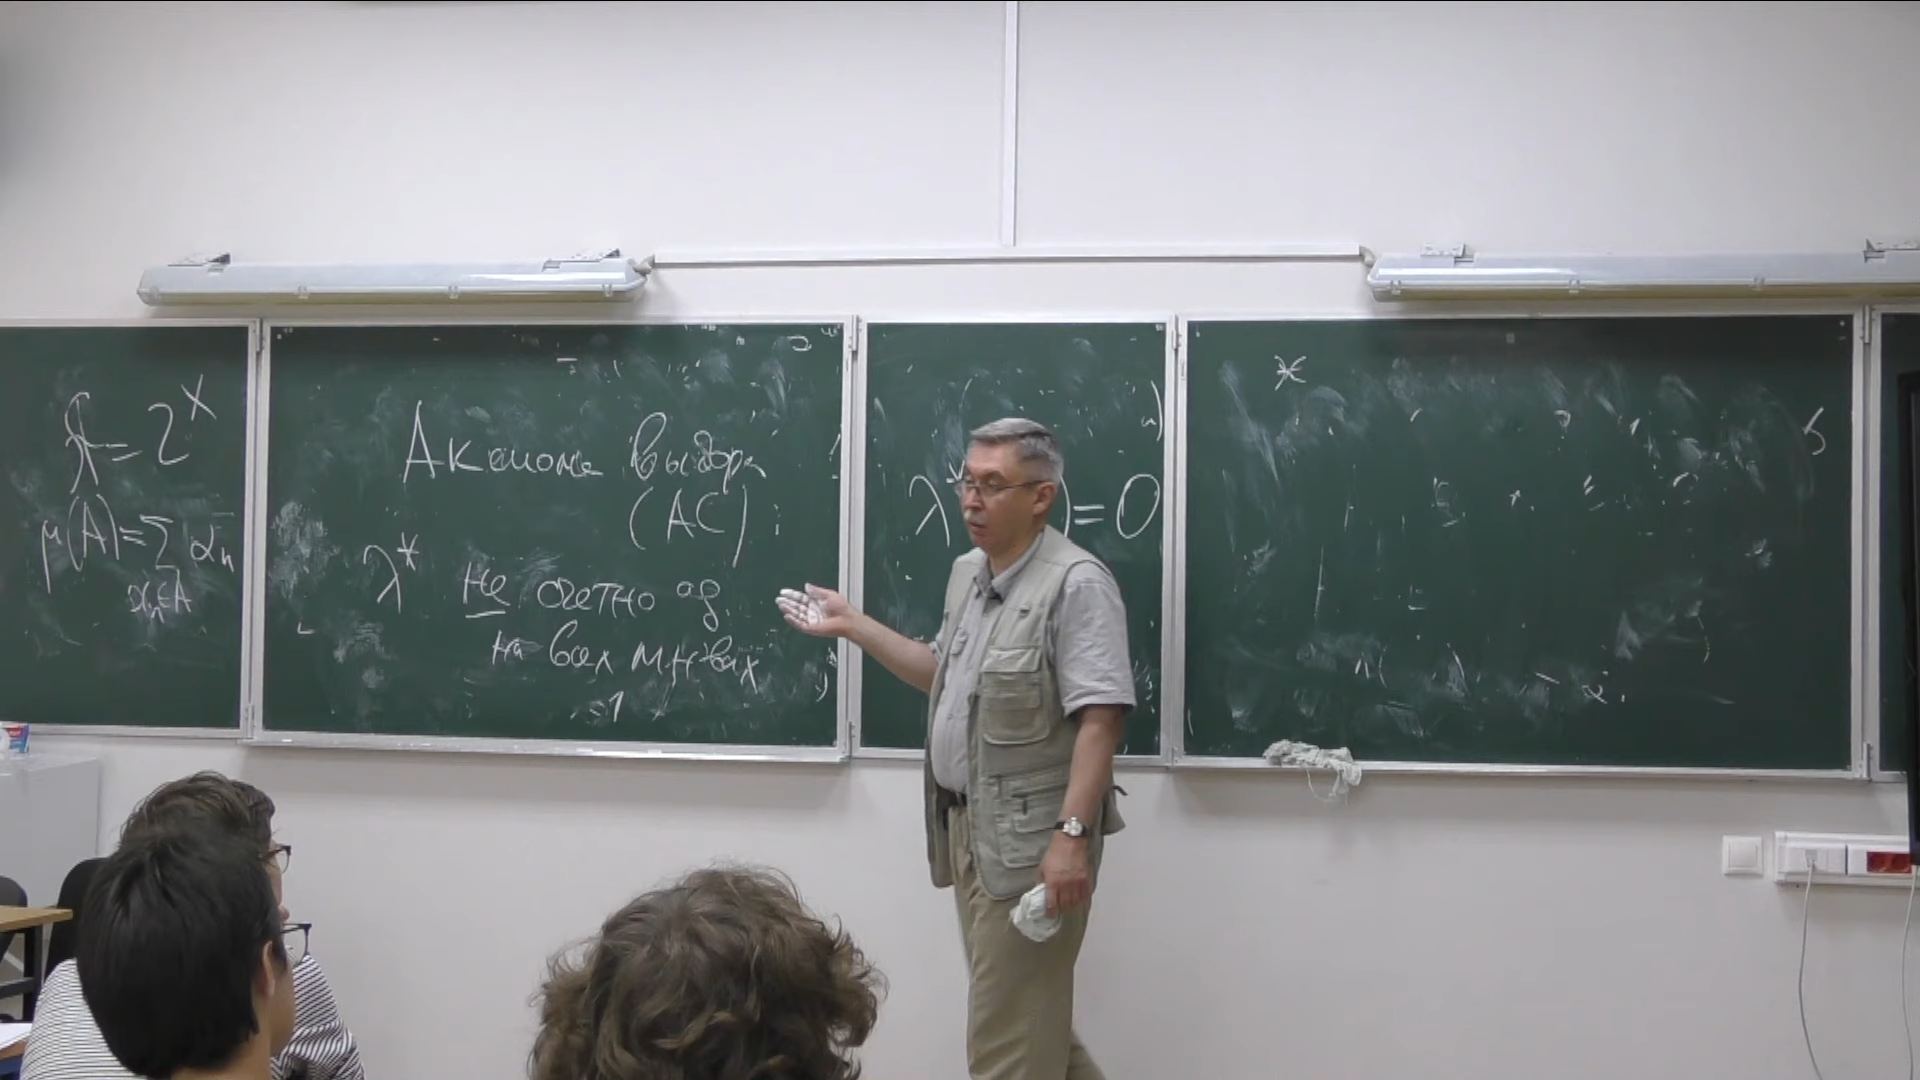 𝒜 = 2^X
μ(A) = ∑ α_n
x_n ∈ A
Аксиома выбора
(AC):
λ* не счетно ад.
на всех мн-вах
λ* ) = 0